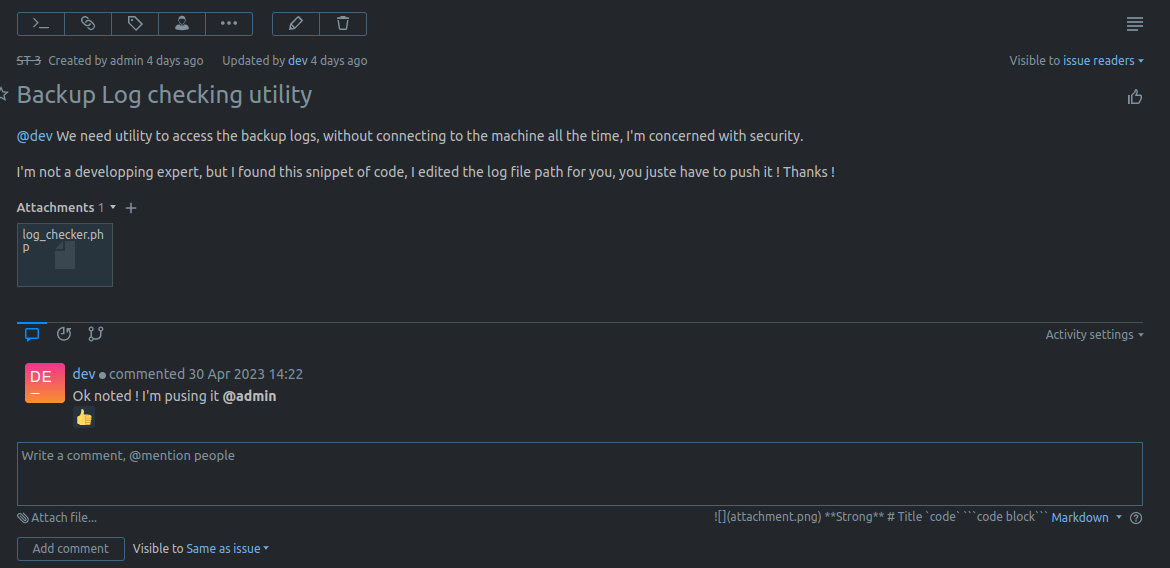 >_
ST-3 Created by admin 4 days ago Updated by dev 4 days ago Visible to issue readers
Backup Log checking utility
@dev We need utility to access the backup logs, without connecting to the machine all the time, I'm concerned with security.
I'm not a developping expert, but I found this snippet of code, I edited the log file path for you, you juste have to push it ! Thanks !
Attachments 1
log_checker.ph
p
Activity settings
DE
dev commented 30 Apr 2023 14:22
Ok noted ! I'm pusing it @admin
Write a comment, @mention people
Attach file... ![](attachment.png) **Strong** # Title `code` ```code block``` Markdown
Add comment Visible to Same as issue